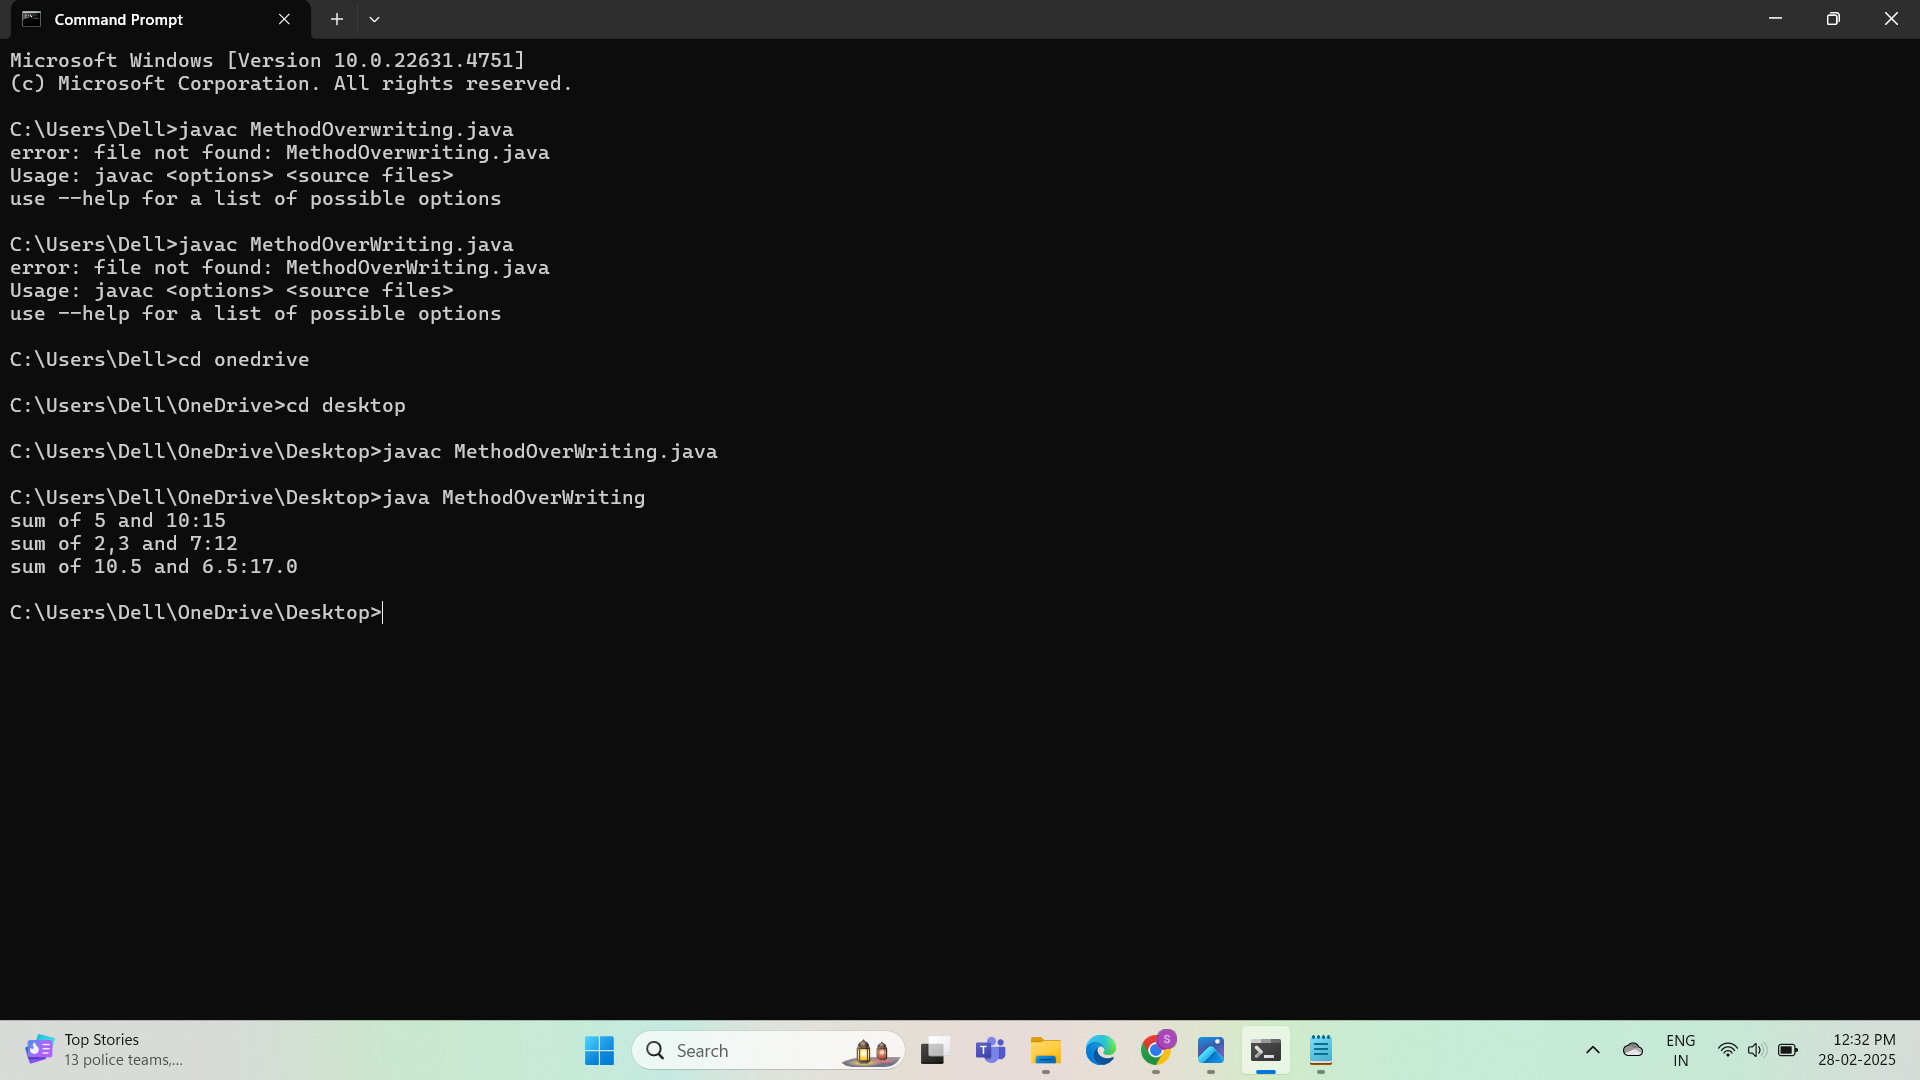 Command Prompt
Microsoft Windows [Version 10.0.22631.4751]
(c) Microsoft Corporation. All rights reserved.
C:\Users\Dell>javac MethodOverwriting.java
error: file not found: MethodOverwriting.java
Usage: javac <options> <source files>
use --help for a list of possible options
C:\Users\Dell>javac MethodOverWriting.java
error: file not found: MethodOverWriting.java
Usage: javac <options> <source files>
use --help for a list of possible options
C:\Users\Dell>cd onedrive
C:\Users\Dell\OneDrive>cd desktop
C:\Users\Dell\OneDrive\Desktop>javac MethodOverWriting.java
C:\Users\Dell\OneDrive\Desktop>java MethodOverWriting
sum of 5 and 10:15
sum of 2,3 and 7:12
sum of 10.5 and 6.5:17.0
C:\Users\Dell\OneDrive\Desktop>
Top Stories
13 police teams,...
Search
S
ENG
IN
12:32 PM
28-02-2025